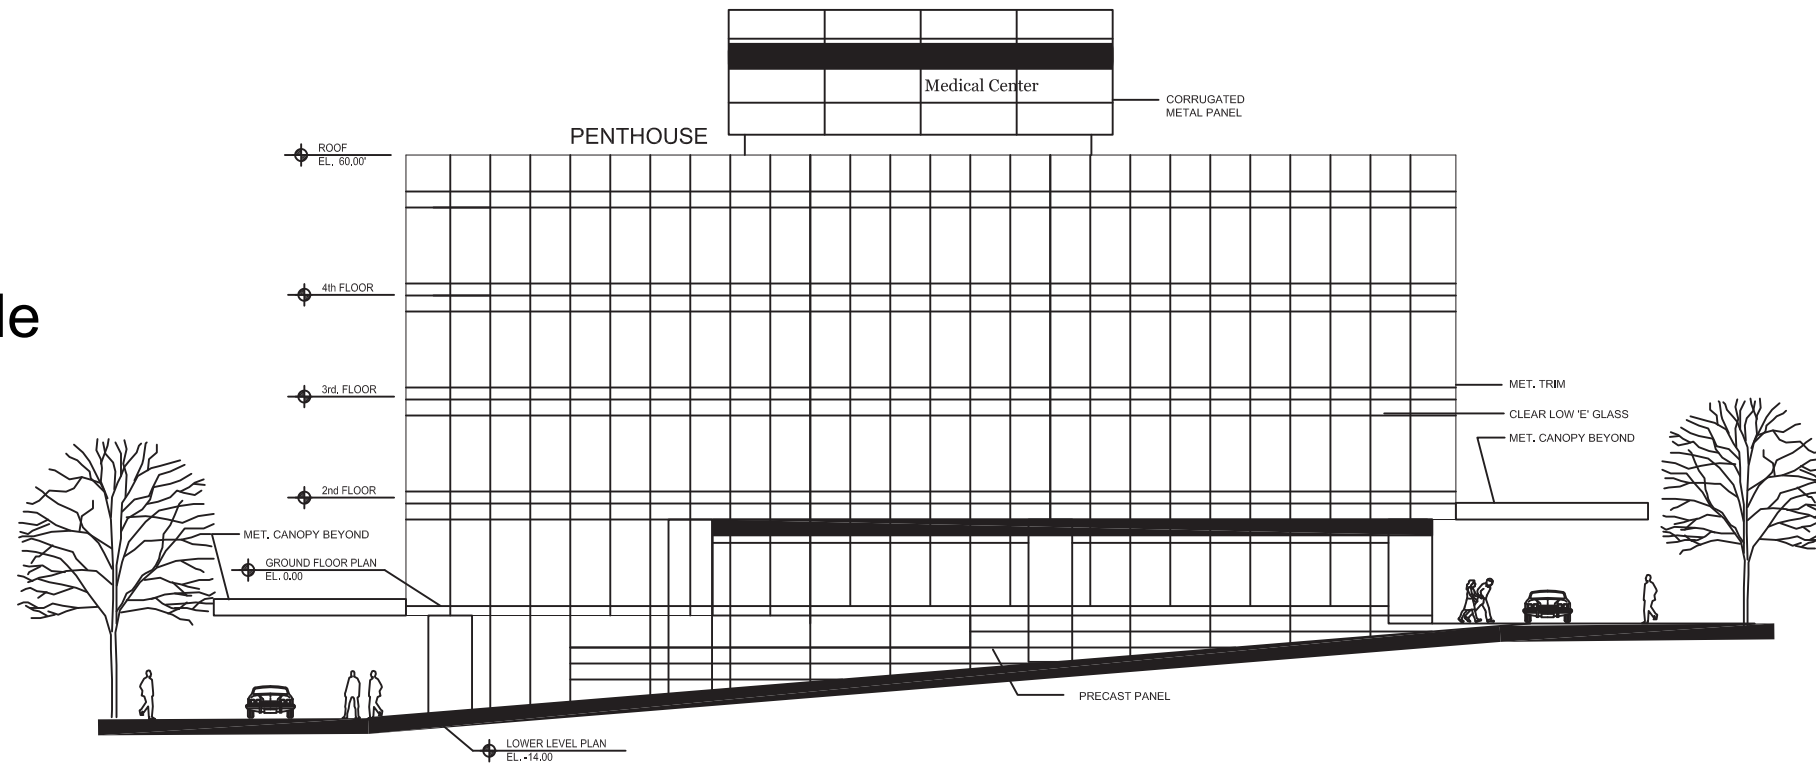 Medical Center
CORRUGATED
METAL PANEL
PENTHOUSE
ROOF
EL. 60.00'
4th FLOOR
le
3rd. FLOOR
MET. TRIM
CLEAR LOW 'E' GLASS
MET. CANOPY BEYOND
2nd FLOOR
MET. CANOPY BEYOND
GROUND FLOOR PLAN
EL. 0.00
PRECAST PANEL
LOWER LEVEL PLAN
EL. -14.00